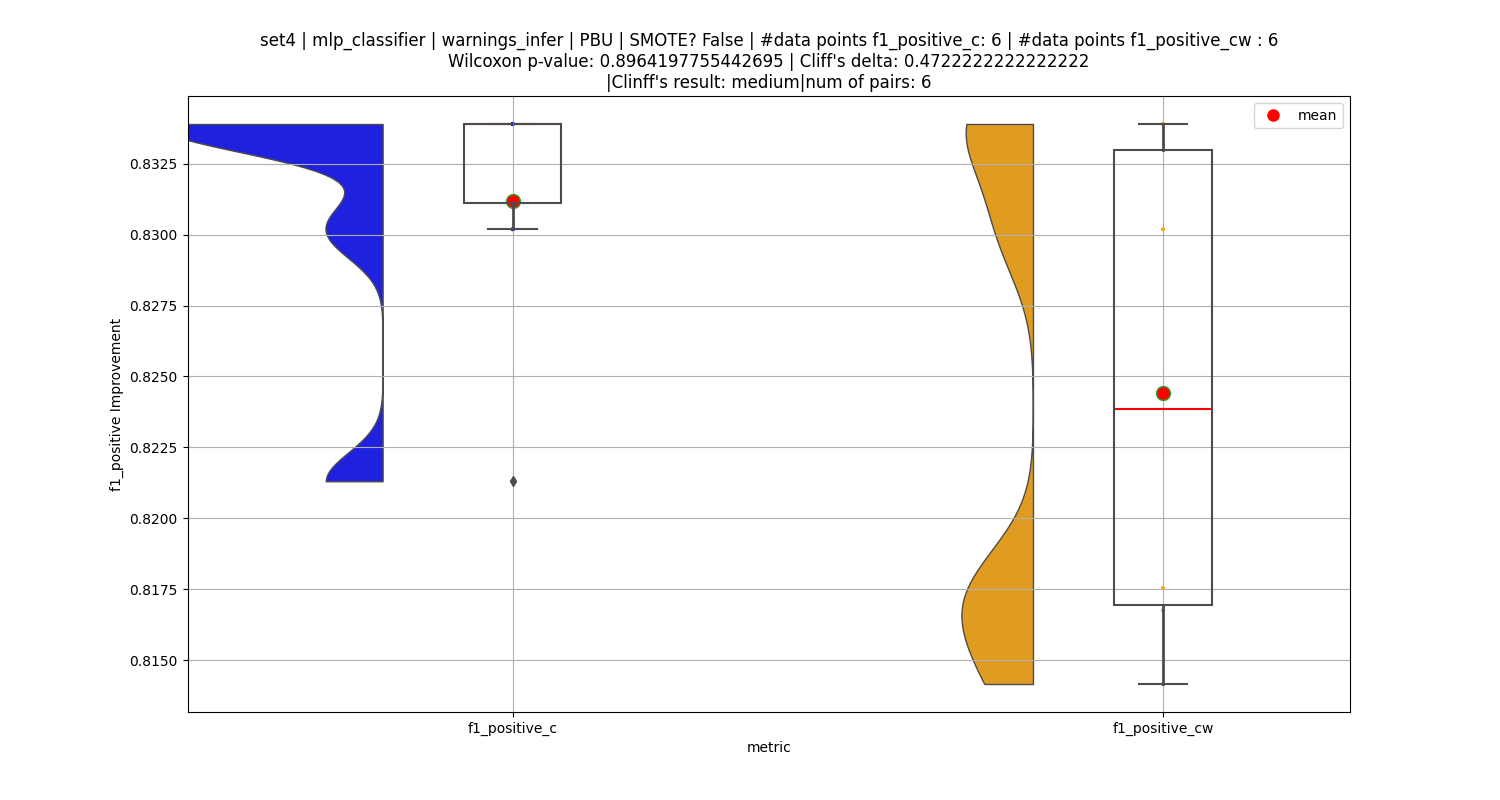 set4 | mlp_classifier | warnings_infer | PBU | SMOTE? False | #data points f1_positive_c: 6 | #data points f1_positive_cw : 6
Wilcoxon p-value: 0.8964197755442695 | Cliff's delta: 0.4722222222222222
|Clinff's result: medium|num of pairs: 6
mean
0.8325
0.8300
0.8275
0.8250
0.8225
0.8200
0.8175
0.8150
f1_positive Improvement
f1_positive_c
f1_positive_cw
metric